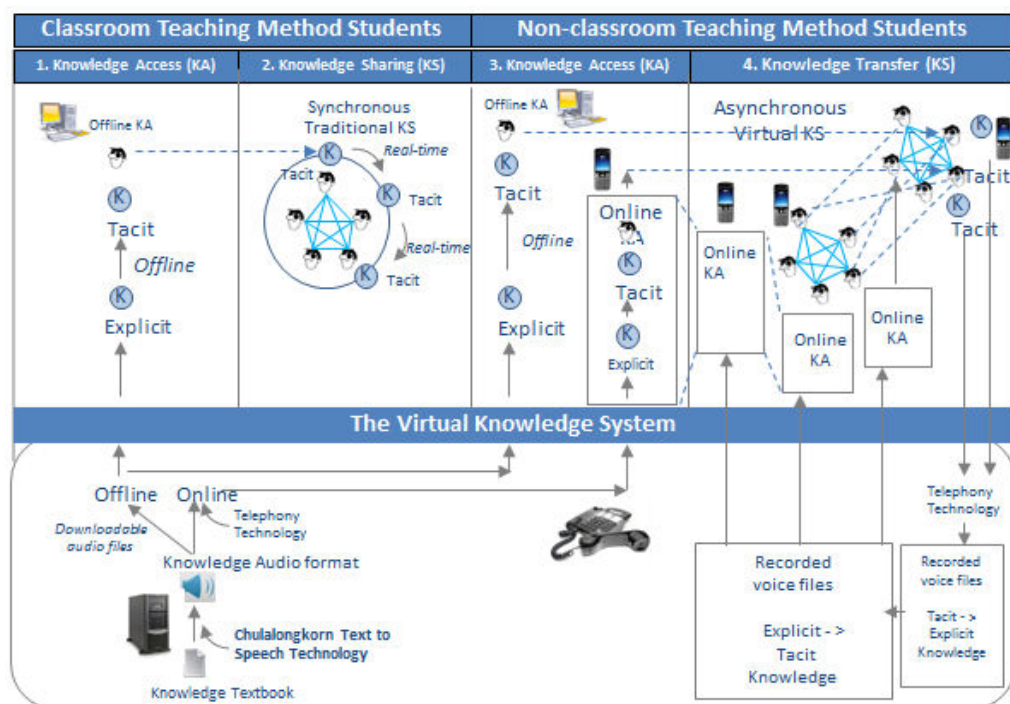 Classroom Teaching Method Students
Non-classroom Teaching Method Students
1. Knowledge Access (KA)
2. Knowledge Sharing (KS)
3. Knowledge Access (KA)
4. Knowledge Transfer (KS)
Offline KA
K
Tacit
Offline
K
Explicit
Synchronous
Traditional KS
K
Real-time
Tacit
K
Tacit
Real-time
K
Tacit
Offline KA
K
Tacit
Offline
K
Explicit
Online
KA
K
Tacit
K
Explicit
Asynchronous
Virtual KS
K
Tacit
K
Tacit
Online
KA
Online
KA
Online
KA
The Virtual Knowledge System
Offline
Online
Downloadable
audio files
Telephony
Technology
Knowledge Audio format
Chulalongkorn Text to
Speech Technology
Knowledge Textbook
Recorded
voice files
Explicit - >
Tacit
Knowledge
Telephony
Technology
Recorded
voice files
Tacit - >
Explicit
Knowledge